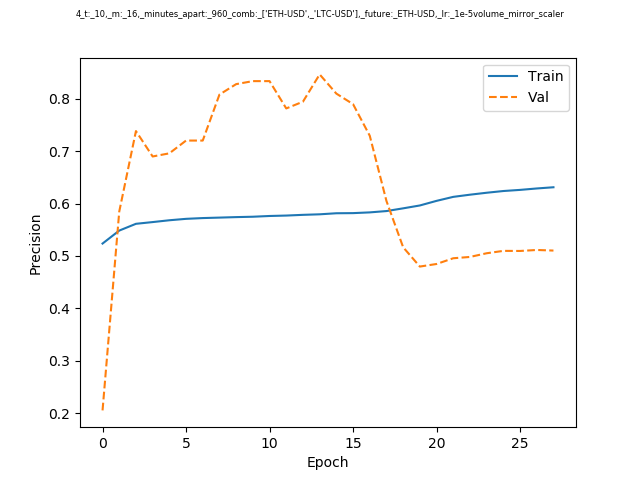 4_t:_10,_m:_16,_minutes_apart:_960_comb:_['ETH-USD',_'LTC-USD'],_future:_ETH-USD,_lr:_1e-5volume_mirror_scaler
Train
Val
0.8
0.7
0.6
0.5
0.4
0.3
0.2
Precision
0
5
10
15
20
25
Epoch